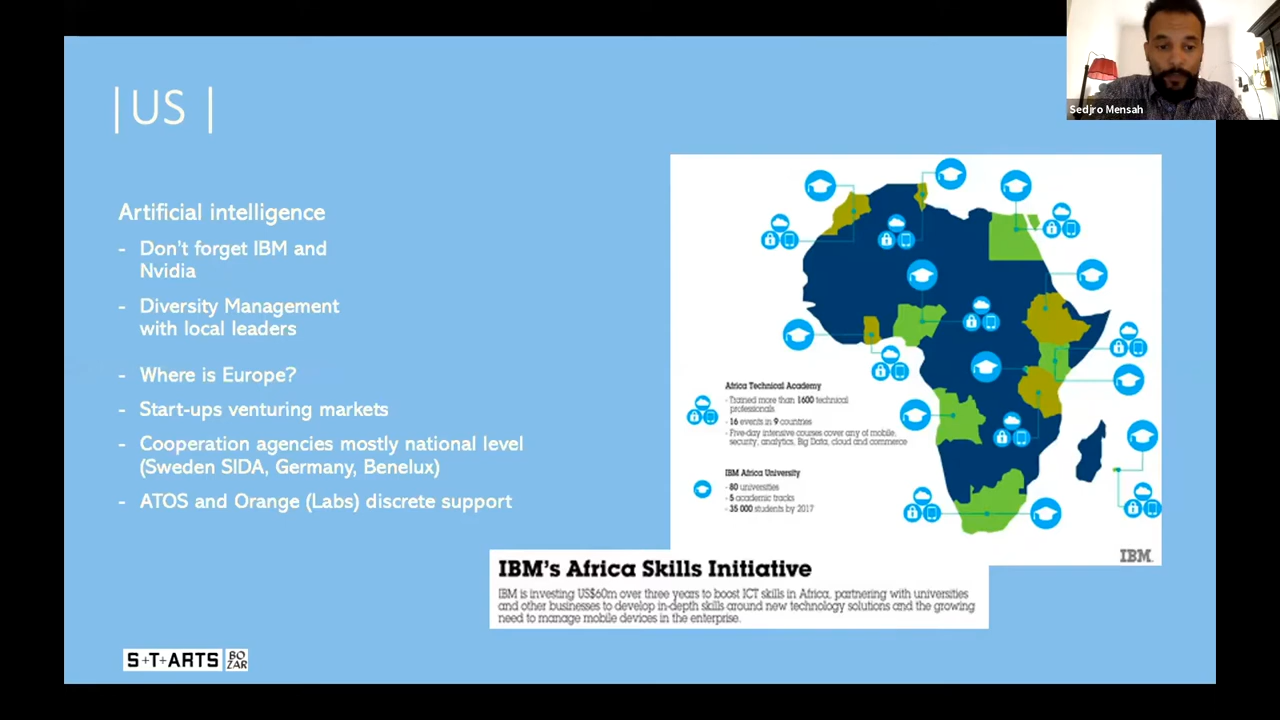 Sedjro Mensah
| US |
Artificial intelligence
- Don't forget IBM and
Nvidia
- Diversity Management
with local leaders
- Where is Europe?
- Start-ups venturing markets
- Cooperation agencies mostly national level
(Sweden SIDA, Germany, Benelux)
- ATOS and Orange (Labs) discrete support
Africa Technical Academy
- Trained more than 1600 technical
professionals
- 16 events in 9 countries
- Five-day intensive courses cover any of mobile,
security, analytics, Big Data, cloud and commerce
IBM Africa University
- 80 universities
- 5 academic tracks
- 35 000 students by 2017
IBM
IBM's Africa Skills Initiative
IBM is investing US$60m over three years to boost ICT skills in Africa, partnering with universities
and other businesses to develop in-depth skills around new technology solutions and the growing
need to manage mobile devices in the enterprise.
S+T+ARTS
BO
ZAR